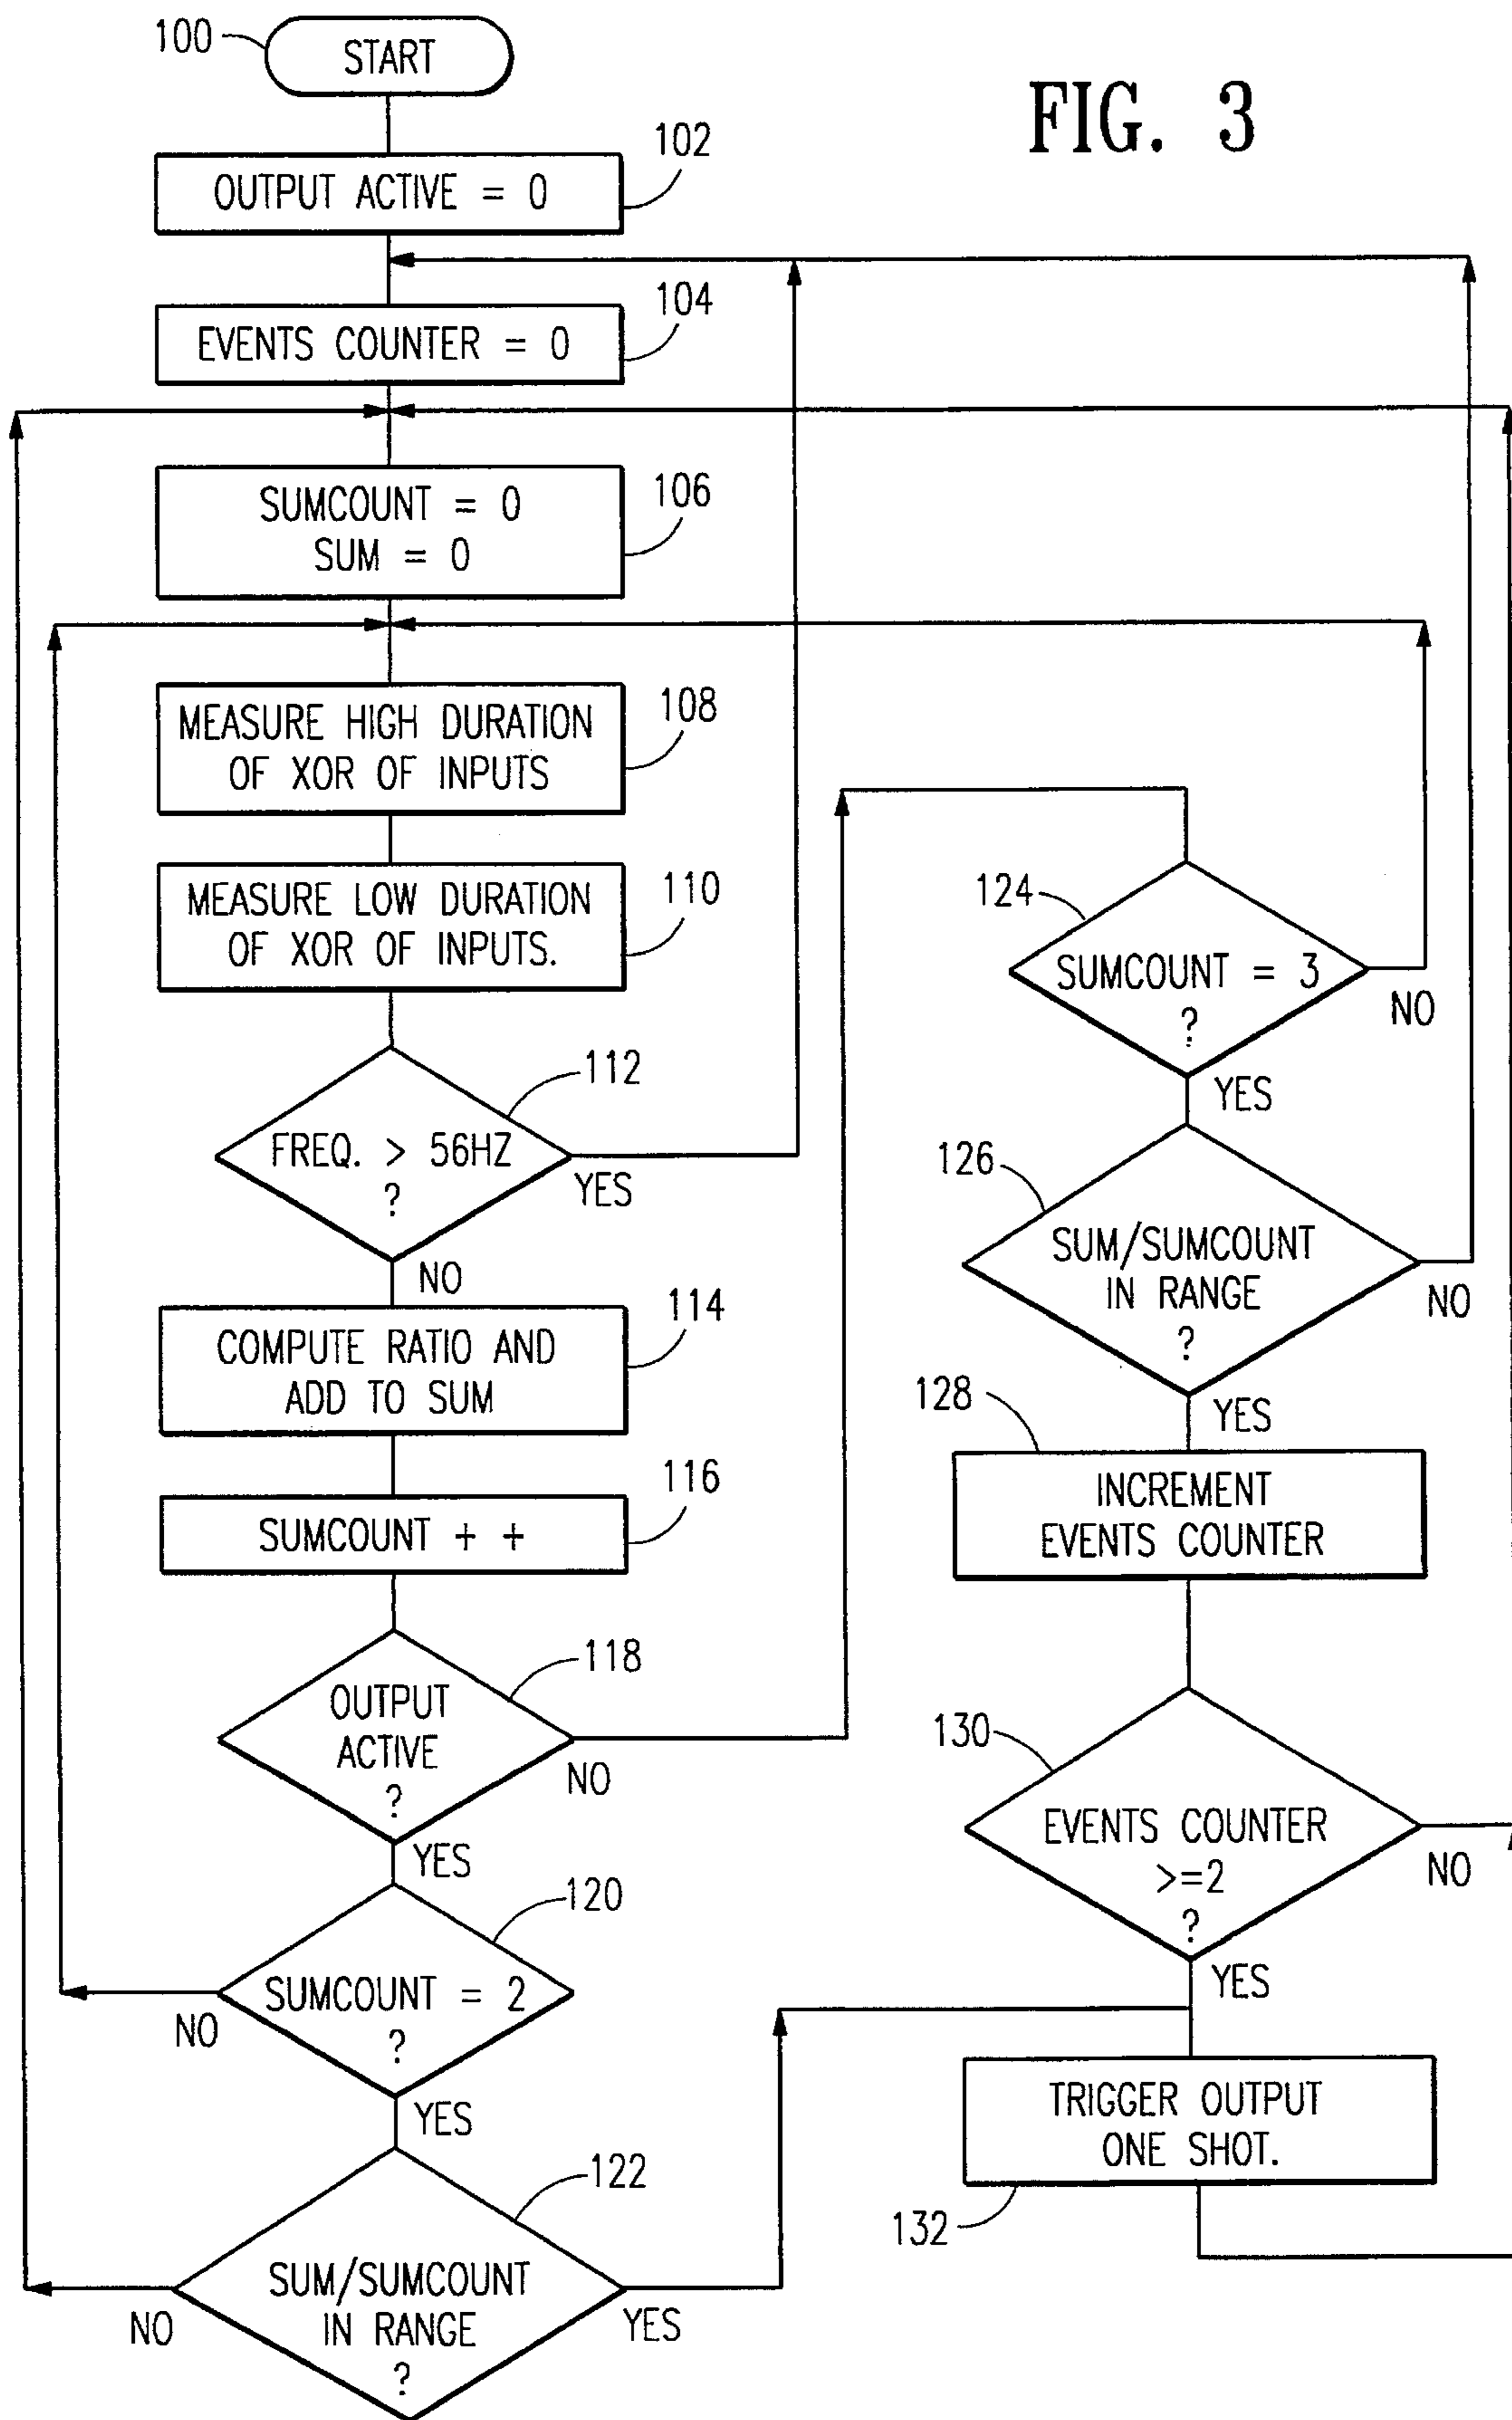 FIG. 3
100
START
102
OUTPUT ACTIVE = 0
104
EVENTS COUNTER = 0
106
SUMCOUNT = 0
SUM = 0
108
MEASURE HIGH DURATION
OF XOR OF INPUTS
110
MEASURE LOW DURATION
OF XOR OF INPUTS.
112
FREQ. > 56HZ
?
YES
NO
114
COMPUTE RATIO AND
ADD TO SUM
116
SUMCOUNT + +
118
OUTPUT
ACTIVE
?
NO
YES
120
SUMCOUNT = 2
?
NO
YES
122
SUM/SUMCOUNT
IN RANGE
?
NO
YES
124
SUMCOUNT = 3
?
NO
YES
126
SUM/SUMCOUNT
IN RANGE
?
NO
YES
128
INCREMENT
EVENTS COUNTER
130
EVENTS COUNTER
>=2
?
NO
YES
TRIGGER OUTPUT
ONE SHOT.
132